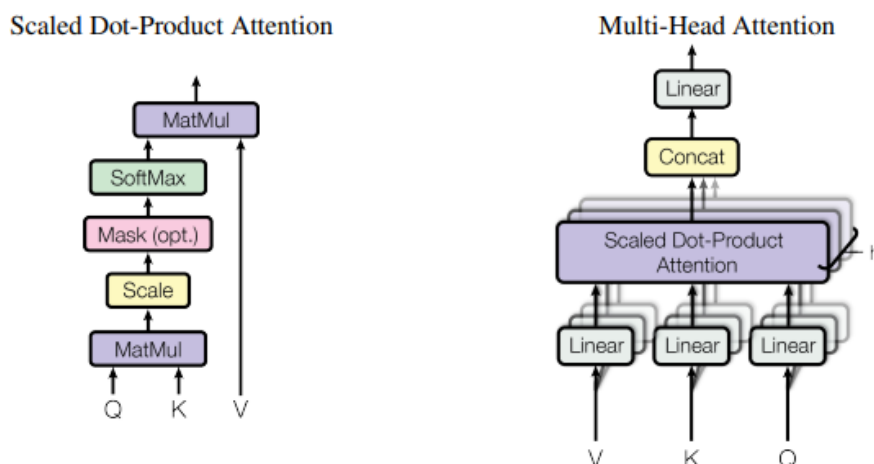 Scaled Dot-Product Attention
MatMul
SoftMax
Mask (opt.)
Scale
MatMul
Q K V
Multi-Head Attention
Linear
Concat
Scaled Dot-Product
Attention
Linear Linear Linear
V K Q